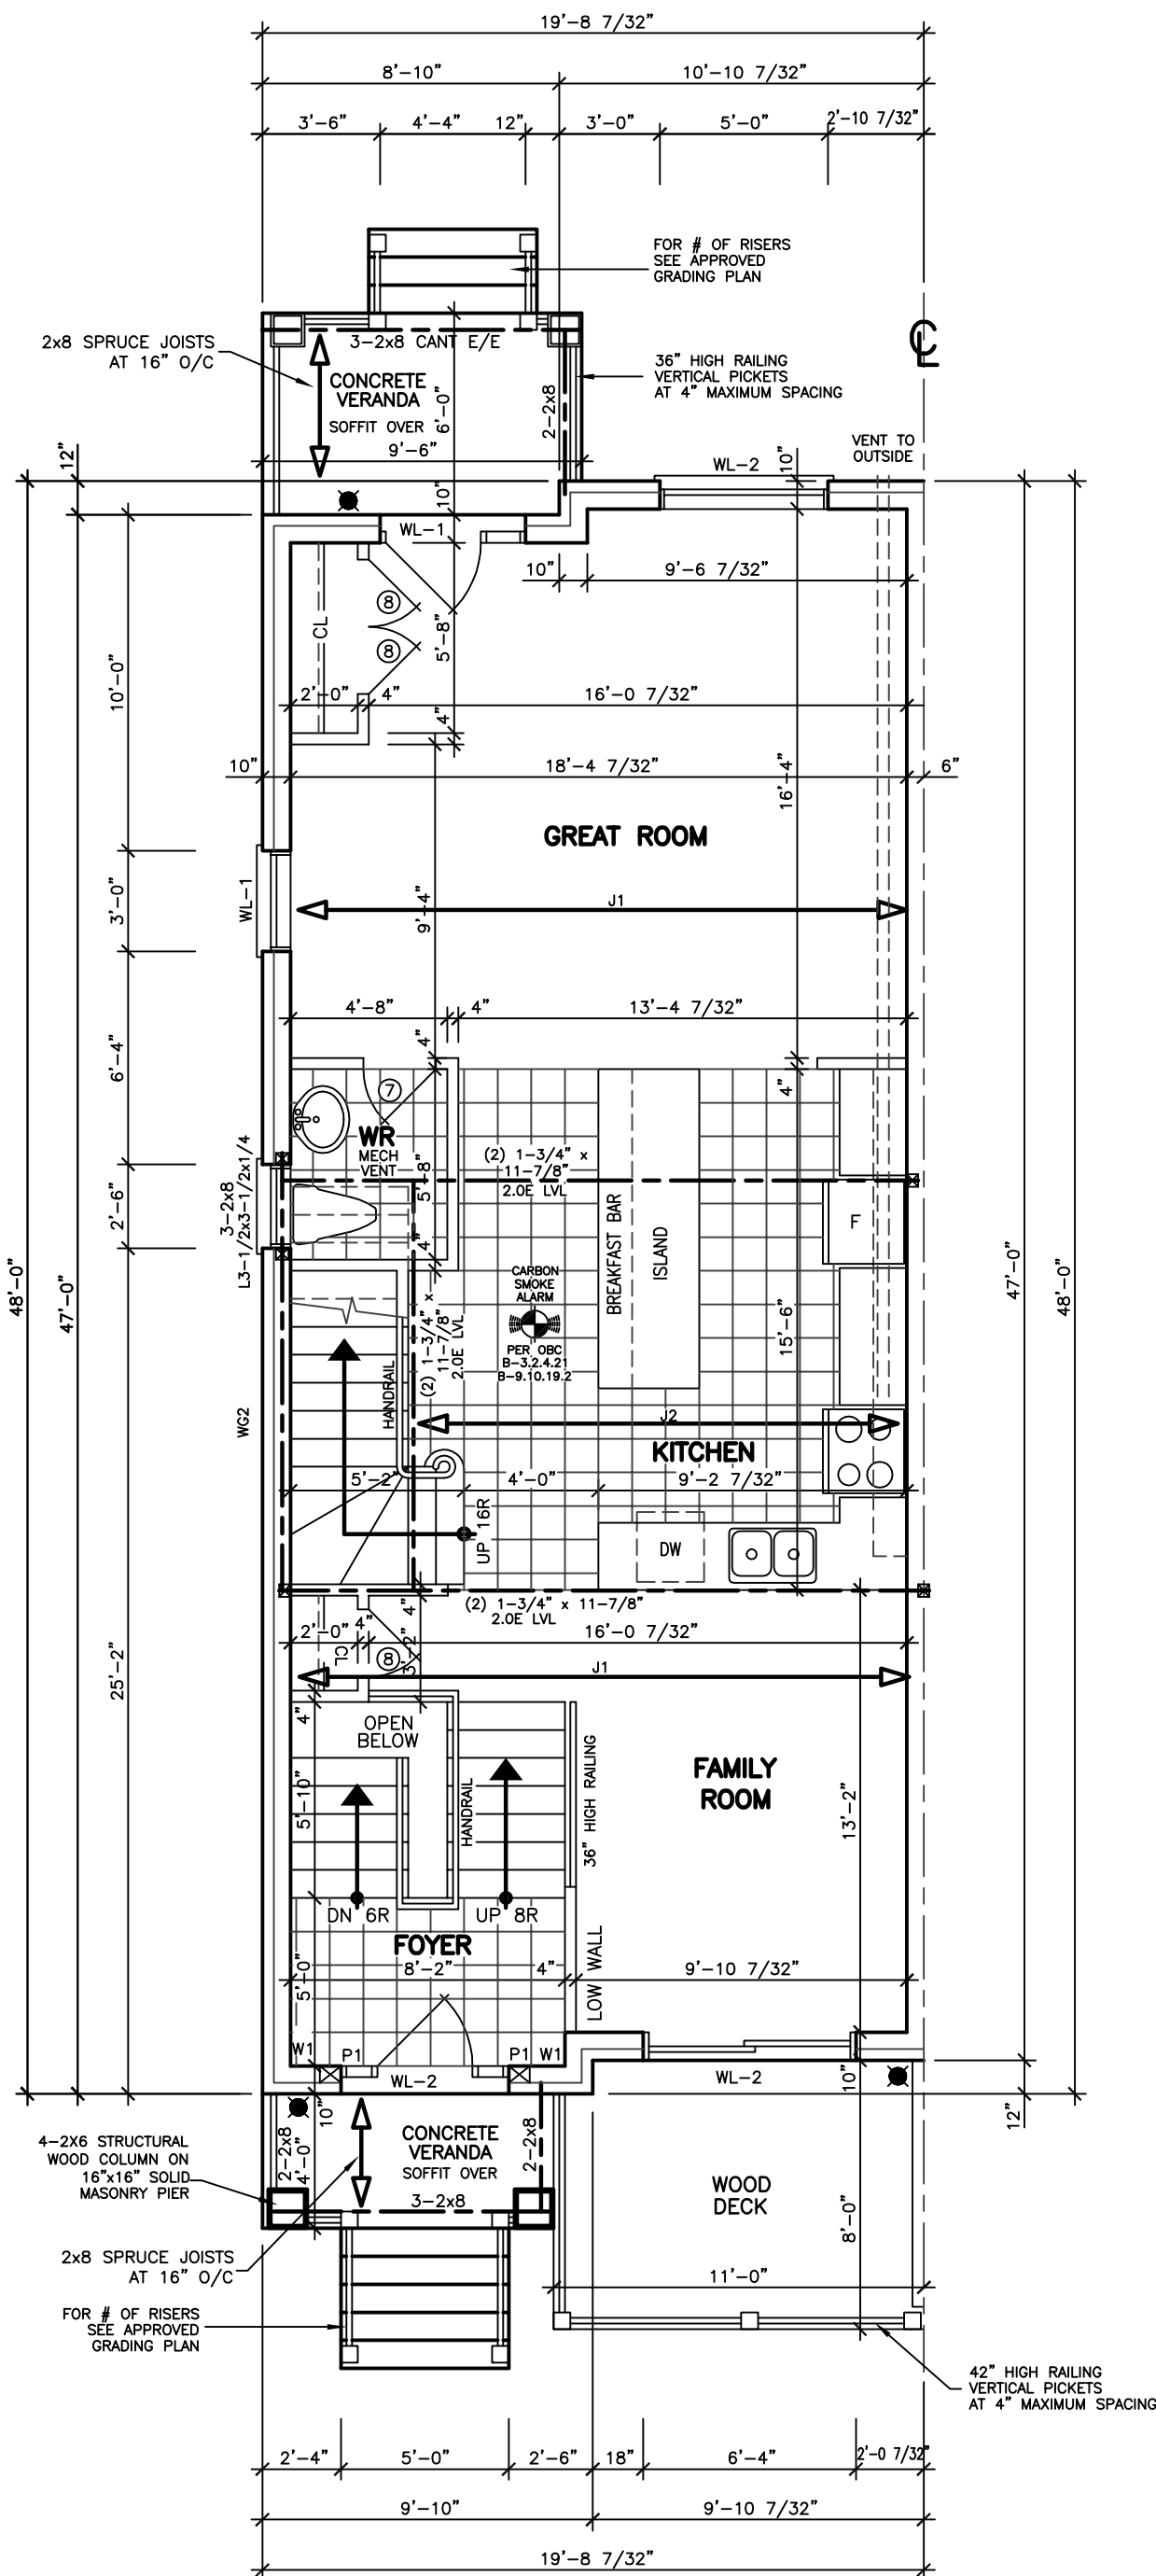 19'-8 7/32"
8'-10" 10'-10 7/32"
3'-6" 4'-4" 12" 3'-0" 5'-0" 2'-10 7/32"
FOR # OF RISERS
SEE APPROVED
GRADING PLAN
2x8 SPRUCE JOISTS
AT 16" O/C
3-2x8 CANT E/E
CONCRETE
VERANDA
SOFFIT OVER
6'-0"
9'-6"
2-2x8
36" HIGH RAILING
VERTICAL PICKETS
AT 4" MAXIMUM SPACING
CL
VENT TO
OUTSIDE
12"
10"
WL-2
10"
WL-1
10" 9'-6 7/32"
8
8
CL
5'-8"
10'-0"
2'-0" 4" 16'-0 7/32"
4"
10" 18'-4 7/32" 6"
16'-4"
GREAT ROOM
WL-1
3'-0"
9'-4"
J1
4'-8" 4" 13'-4 7/32"
6'-4"
4"
4"
7
WR
MECH
VENT
5'-8"
(2) 1-3/4" x
11-7/8"
2.0E LVL
3-2x8
L3-1/2x3-1/2x1/4
2'-6"
4"
BREAKFAST BAR
ISLAND
F
CARBON
SMOKE
ALARM
PER OBC
B-3.2.4.21
B-9.10.19.2
48'-0"
47'-0"
47'-0"
48'-0"
(2) 1-3/4" x
11-7/8"
2.0E LVL
HANDRAIL
15'-6"
WG2
J2
KITCHEN
5'-2" 4'-0" 9'-2 7/32"
UP 16R
DW
(2) 1-3/4" x 11-7/8"
2.0E LVL
4"
2'-0" 4" 16'-0 7/32"
CL
8
3'-2"
J1
25'-2"
4"
OPEN
BELOW
5'-10"
HANDRAIL
36" HIGH RAILING
FAMILY
ROOM
13'-2"
DN 6R UP 8R
FOYER
8'-2" 4" 9'-10 7/32"
5'-0"
LOW WALL
W1 P1 P1 W1
WL-2 WL-2
10"
10"
12"
2-2x8
4'-0"
CONCRETE
VERANDA
SOFFIT OVER
2-2x8
3-2x8
4-2X6 STRUCTURAL
WOOD COLUMN ON
16"x16" SOLID
MASONRY PIER
WOOD
DECK
8'-0"
2x8 SPRUCE JOISTS
AT 16" O/C
11'-0"
FOR # OF RISERS
SEE APPROVED
GRADING PLAN
42" HIGH RAILING
VERTICAL PICKETS
AT 4" MAXIMUM SPACING
2'-4" 5'-0" 2'-6" 18" 6'-4" 2'-0 7/32"
9'-10" 9'-10 7/32"
19'-8 7/32"